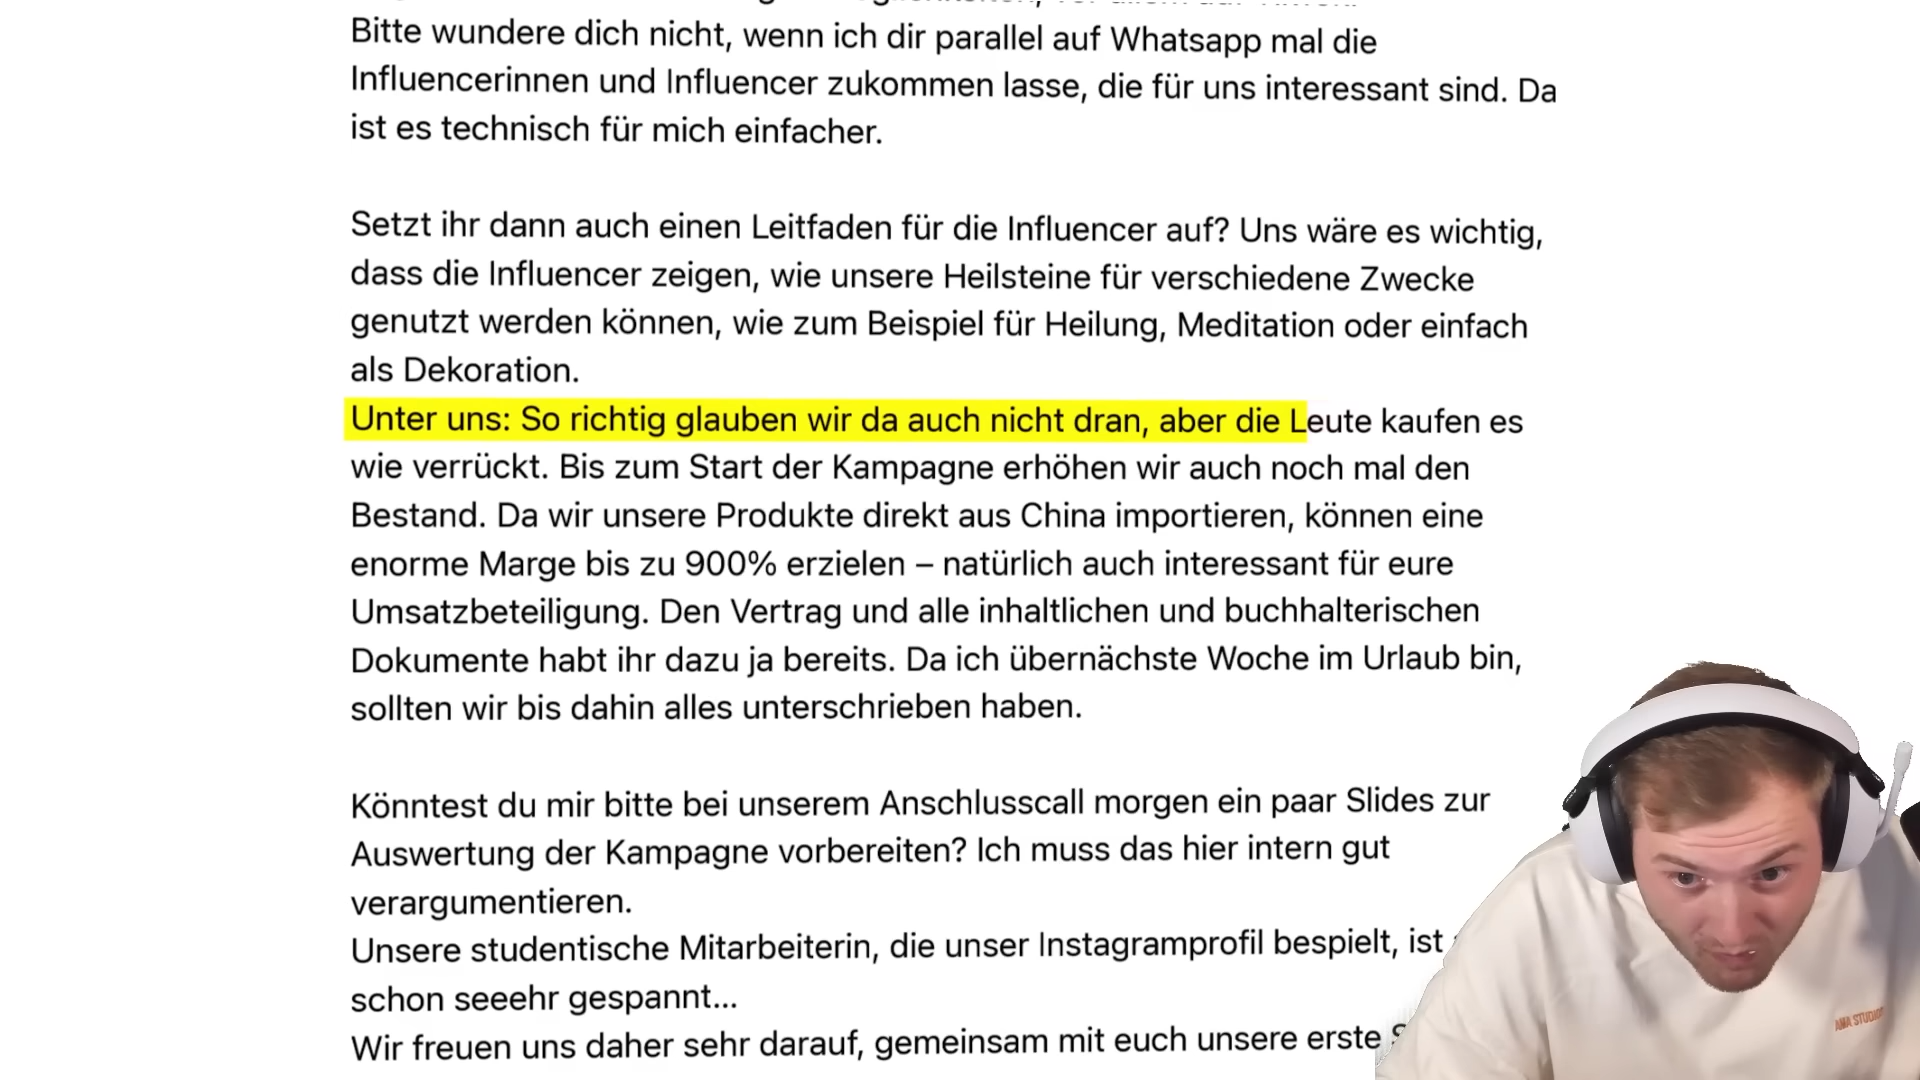 Bitte wundere dich nicht, wenn ich dir parallel auf Whatsapp mal die
Influencerinnen und Influencer zukommen lasse, die für uns interessant sind. Da
ist es technisch für mich einfacher.
Setzt ihr dann auch einen Leitfaden für die Influencer auf? Uns wäre es wichtig,
dass die Influencer zeigen, wie unsere Heilsteine für verschiedene Zwecke
genutzt werden können, wie zum Beispiel für Heilung, Meditation oder einfach
als Dekoration.
Unter uns: So richtig glauben wir da auch nicht dran, aber die Leute kaufen es
wie verrückt. Bis zum Start der Kampagne erhöhen wir auch noch mal den
Bestand. Da wir unsere Produkte direkt aus China importieren, können eine
enorme Marge bis zu 900% erzielen – natürlich auch interessant für eure
Umsatzbeteiligung. Den Vertrag und alle inhaltlichen und buchhalterischen
Dokumente habt ihr dazu ja bereits. Da ich übernächste Woche im Urlaub bin,
sollten wir bis dahin alles unterschrieben haben.
Könntest du mir bitte bei unserem Anschlusscall morgen ein paar Slides zur
Auswertung der Kampagne vorbereiten? Ich muss das hier intern gut
verargumentieren.
Unsere studentische Mitarbeiterin, die unser Instagramprofil bespielt, ist
schon seeehr gespannt...
Wir freuen uns daher sehr darauf, gemeinsam mit euch unsere erste